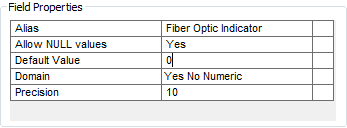 Field Properties
Alias Fiber Optic Indicator
Allow NULL values Yes
Default Value 0
Domain Yes No Numeric
Precision 10